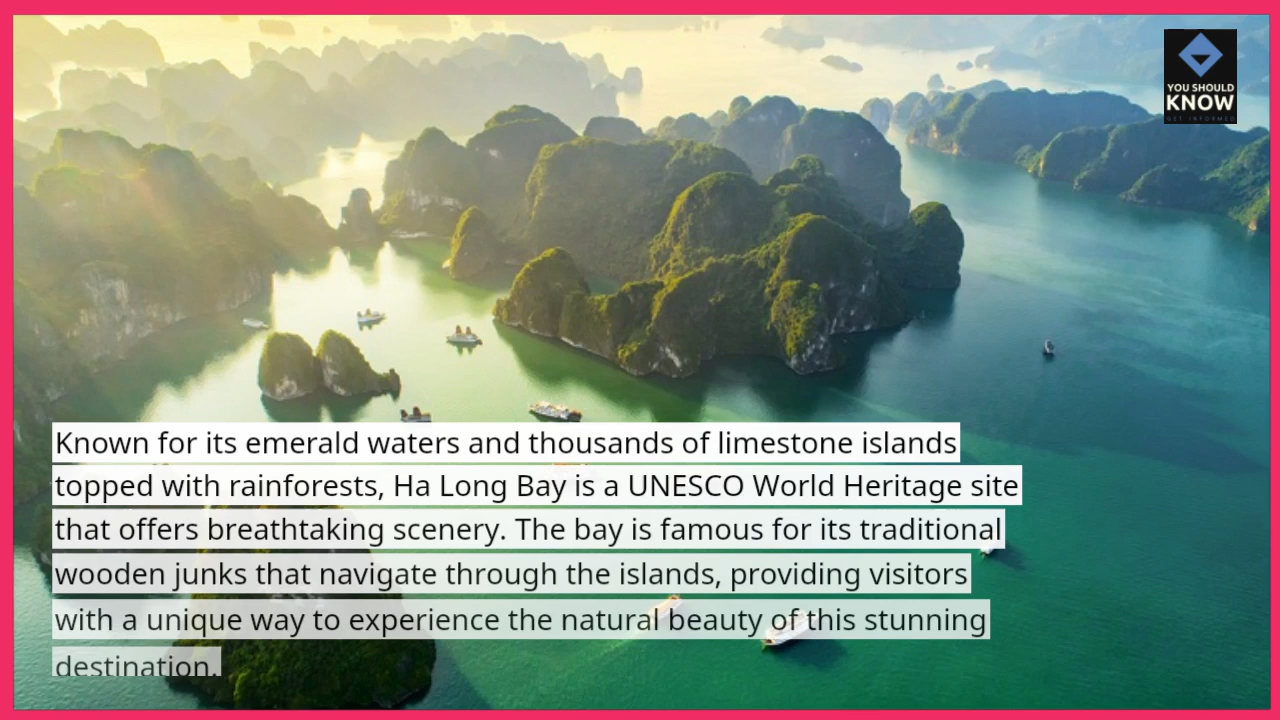 YOU SHOULD
KNOW
GET INFORMED
Known for its emerald waters and thousands of limestone islands
topped with rainforests, Ha Long Bay is a UNESCO World Heritage site
that offers breathtaking scenery. The bay is famous for its traditional
wooden junks that navigate through the islands, providing visitors
with a unique way to experience the natural beauty of this stunning
destination.